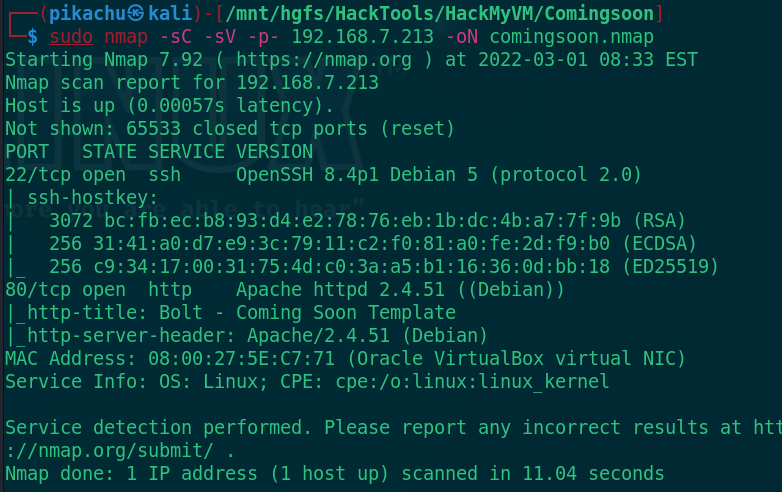 ┌──(pikachu㉿kali)-[/mnt/hgfs/HackTools/HackMyVM/Comingsoon]
└─$ sudo nmap -sC -sV -p- 192.168.7.213 -oN comingsoon.nmap
Starting Nmap 7.92 ( https://nmap.org ) at 2022-03-01 08:33 EST
Nmap scan report for 192.168.7.213
Host is up (0.00057s latency).
Not shown: 65533 closed tcp ports (reset)
PORT   STATE SERVICE VERSION
22/tcp open  ssh     OpenSSH 8.4p1 Debian 5 (protocol 2.0)
| ssh-hostkey:
|   3072 bc:fb:ec:b8:93:d4:e2:78:76:eb:1b:dc:4b:a7:7f:9b (RSA)
|   256 31:41:a0:d7:e9:3c:79:11:c2:f0:81:a0:fe:2d:f9:b0 (ECDSA)
|_  256 c9:34:17:00:31:75:4d:c0:3a:a5:b1:16:36:0d:bb:18 (ED25519)
80/tcp open  http    Apache httpd 2.4.51 ((Debian))
|_http-title: Bolt - Coming Soon Template
|_http-server-header: Apache/2.4.51 (Debian)
MAC Address: 08:00:27:5E:C7:71 (Oracle VirtualBox virtual NIC)
Service Info: OS: Linux; CPE: cpe:/o:linux:linux_kernel

Service detection performed. Please report any incorrect results at htt
://nmap.org/submit/ .
Nmap done: 1 IP address (1 host up) scanned in 11.04 seconds